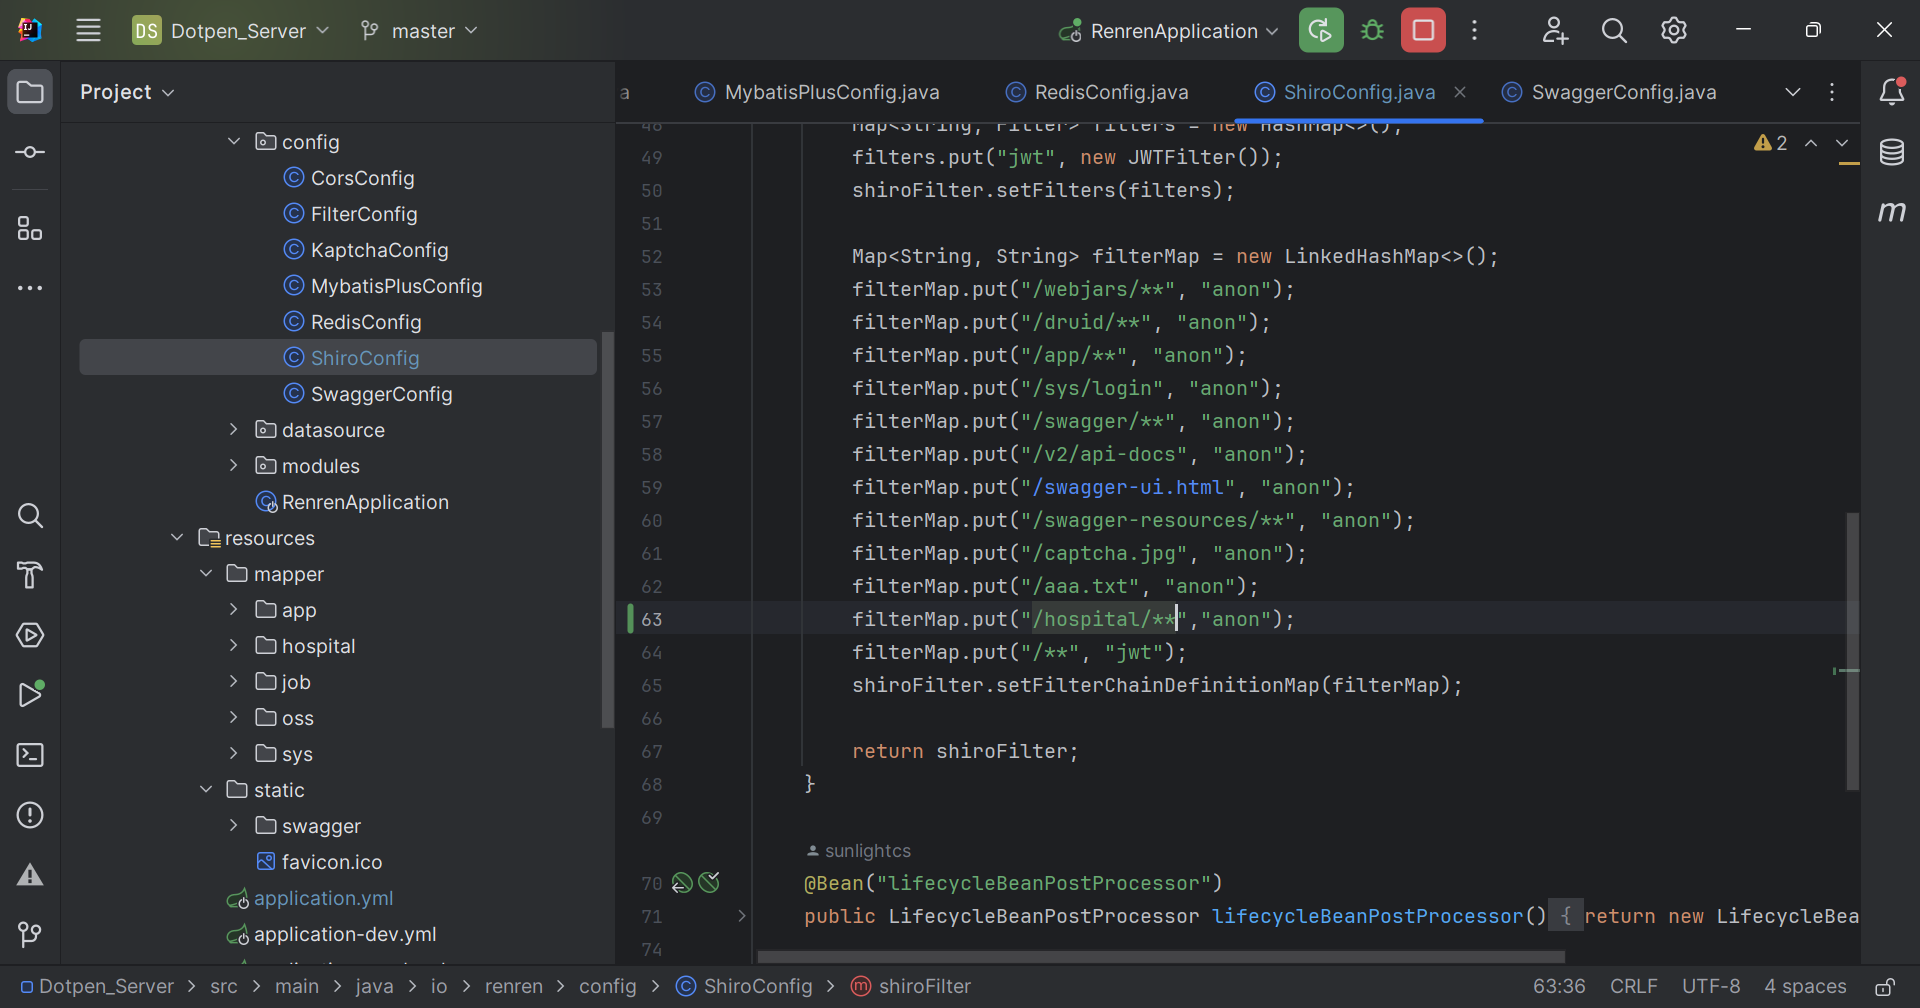 DS Dotpen_Server master RenrenApplication
Project
a MybatisPlusConfig.java RedisConfig.java ShiroConfig.java SwaggerConfig.java
config
CorsConfig
FilterConfig
KaptchaConfig
MybatisPlusConfig
RedisConfig
ShiroConfig
SwaggerConfig
datasource
modules
RenrenApplication
resources
mapper
app
hospital
job
oss
sys
static
swagger
favicon.ico
application.yml
application-dev.yml
2
m
48 Map<String, Filter> filters = new HashMap<>();
49 filters.put("jwt", new JWTFilter());
50 shiroFilter.setFilters(filters);
51
52 Map<String, String> filterMap = new LinkedHashMap<>();
53 filterMap.put("/webjars/**", "anon");
54 filterMap.put("/druid/**", "anon");
55 filterMap.put("/app/**", "anon");
56 filterMap.put("/sys/login", "anon");
57 filterMap.put("/swagger/**", "anon");
58 filterMap.put("/v2/api-docs", "anon");
59 filterMap.put("/swagger-ui.html", "anon");
60 filterMap.put("/swagger-resources/**", "anon");
61 filterMap.put("/captcha.jpg", "anon");
62 filterMap.put("/aaa.txt", "anon");
63 filterMap.put("/hospital/**","anon");
64 filterMap.put("/**", "jwt");
65 shiroFilter.setFilterChainDefinitionMap(filterMap);
66
67 return shiroFilter;
68 }
69
sunlightcs
70 @Bean("lifecycleBeanPostProcessor")
71 public LifecycleBeanPostProcessor lifecycleBeanPostProcessor() { return new LifecycleBea
74
Dotpen_Server > src > main > java > io > renren > config > ShiroConfig > shiroFilter 63:36 CRLF UTF-8 4 spaces